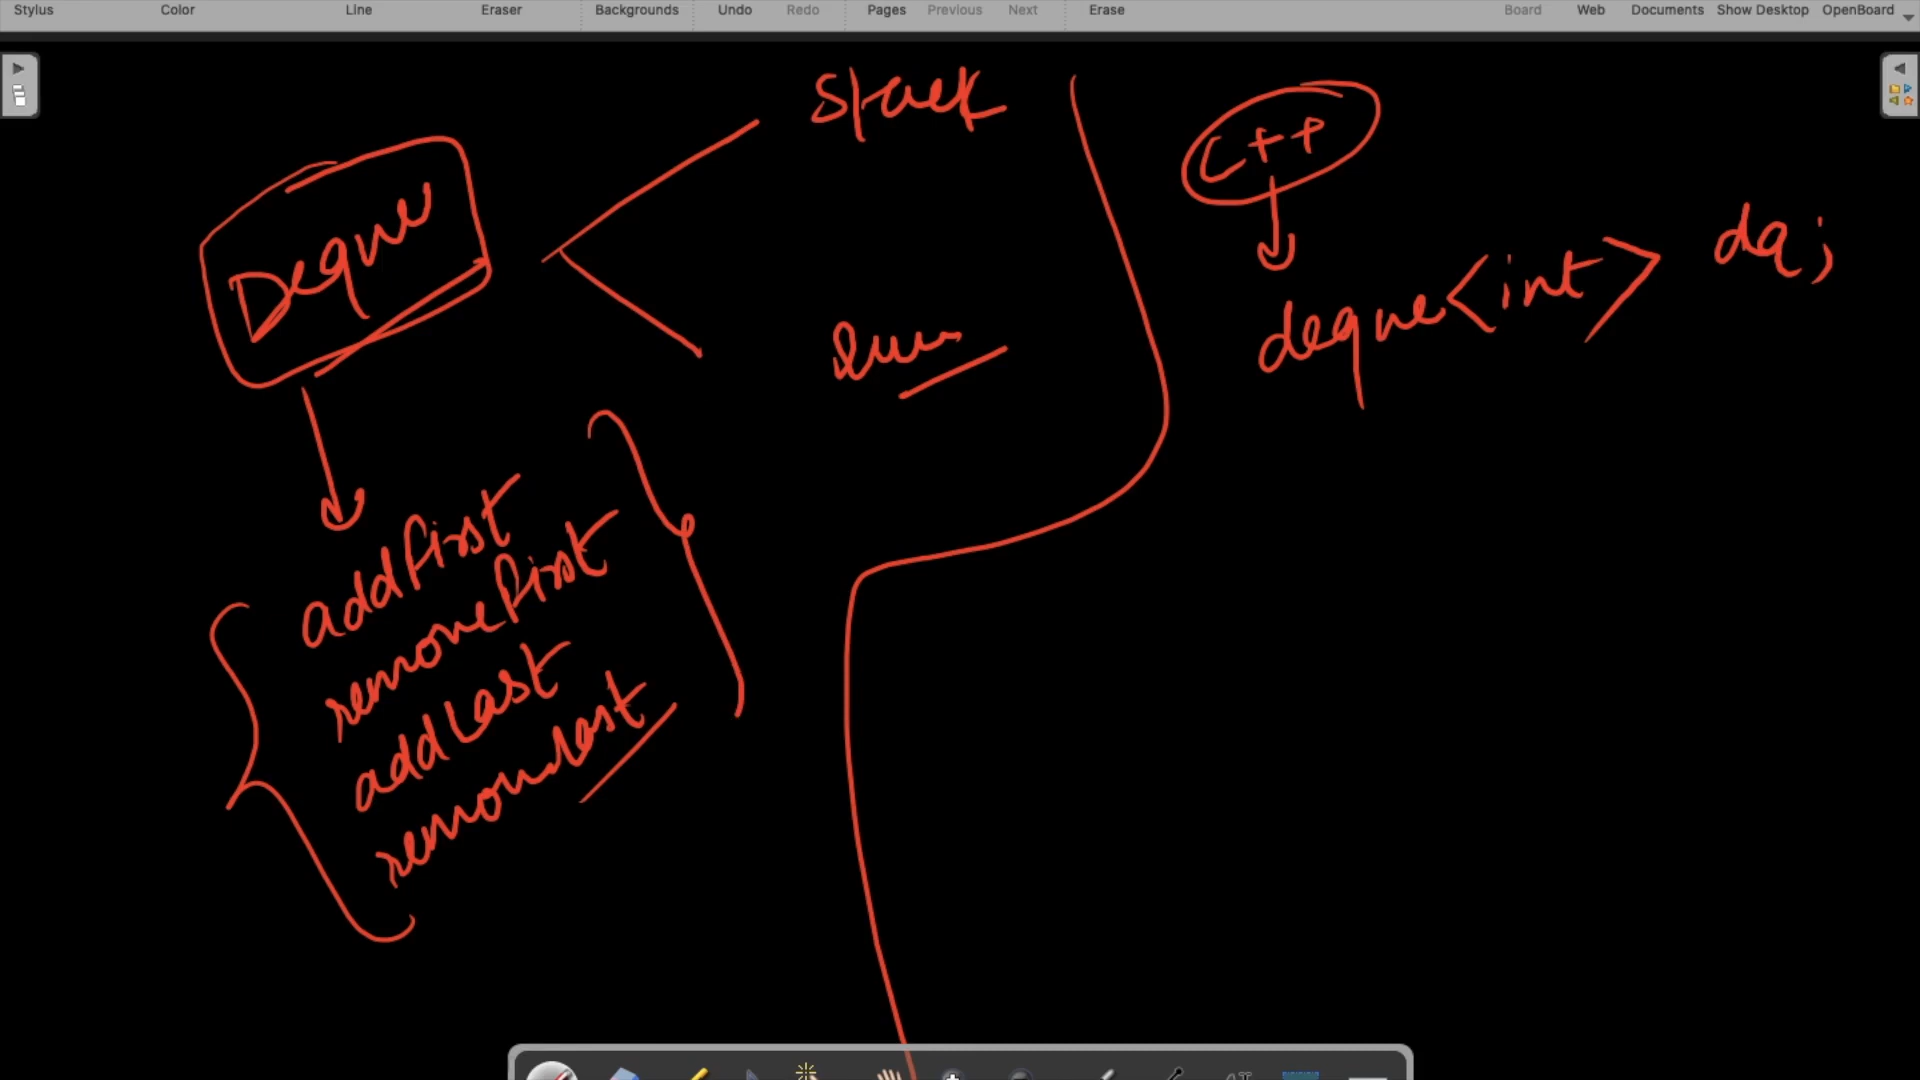 Stylus Color Line Eraser Backgrounds Undo Redo Pages Previous Next Erase Board Web Documents Show Desktop OpenBoard
Stack
Deque
C++
deque<int> dq;
addfirst
removefirst
addLast
removelast